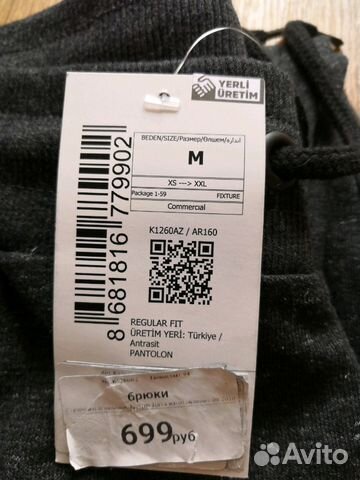 YERLİ
ÜRETİM
BEDEN/SIZE/Размер/Өлшем/اندازه
M
XS ---> XXL
Package 1-59 FIXTURE
Commercial
K1260AZ / AR160
8 681816 779902
REGULAR FIT
ÜRETİM YERİ: Türkiye /
Antrasit
PANTOLON
брюки
699руб
Avito